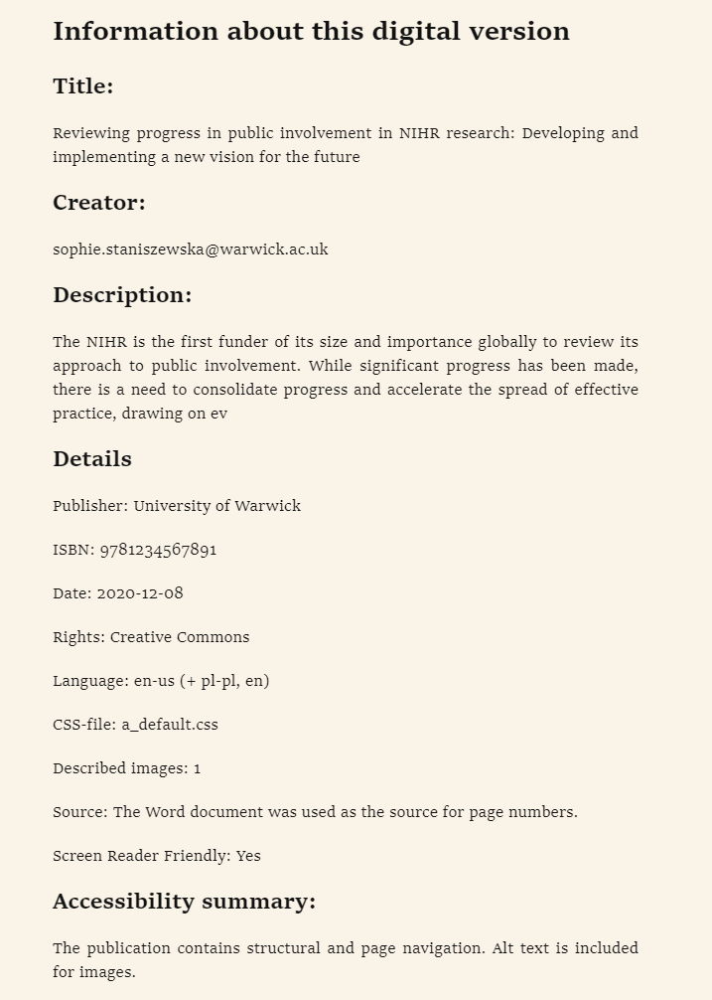 Information about this digital version
Title:
Reviewing progress in public involvement in NIHR research: Developing and
implementing a new vision for the future
Creator:
sophie.staniszewska@warwick.ac.uk
Description:
The NIHR is the first funder of its size and importance globally to review its
approach to public involvement. While significant progress has been made,
there is a need to consolidate progress and accelerate the spread of effective
practice, drawing on ev
Details
Publisher: University of Warwick
ISBN: 9781234567891
Date: 2020-12-08
Rights: Creative Commons
Language: en-us (+ pl-pl, en)
CSS-file: a_default.css
Described images: 1
Source: The Word document was used as the source for page numbers.
Screen Reader Friendly: Yes
Accessibility summary:
The publication contains structural and page navigation. Alt text is included
for images.